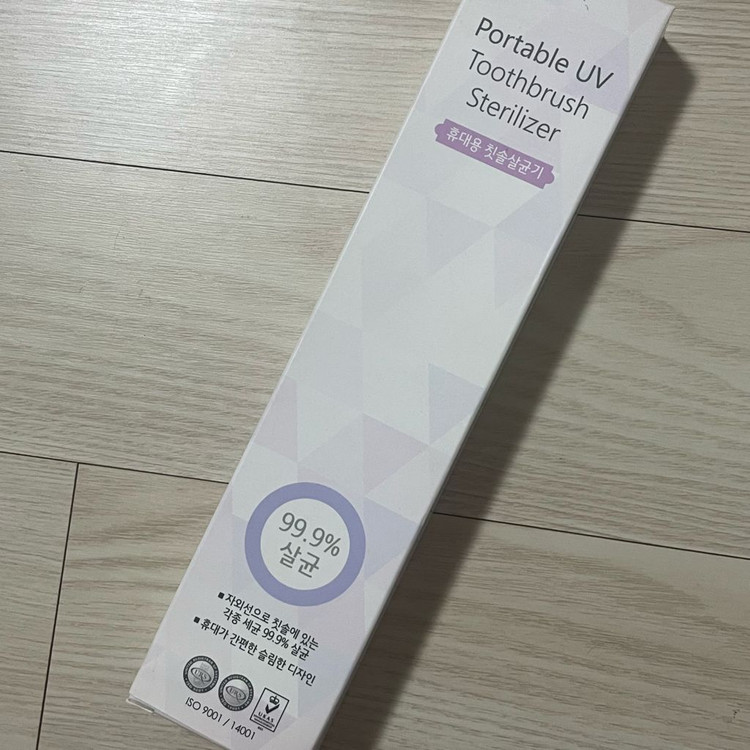 Portable UV
Toothbrush
Sterilizer
휴대용 칫솔살균기
99.9%
살균
■ 자외선으로 칫솔에 있는
각종 세균 99.9% 살균
■ 휴대가 간편한 슬림한 디자인
UKAS
ISO 9001 / 14001